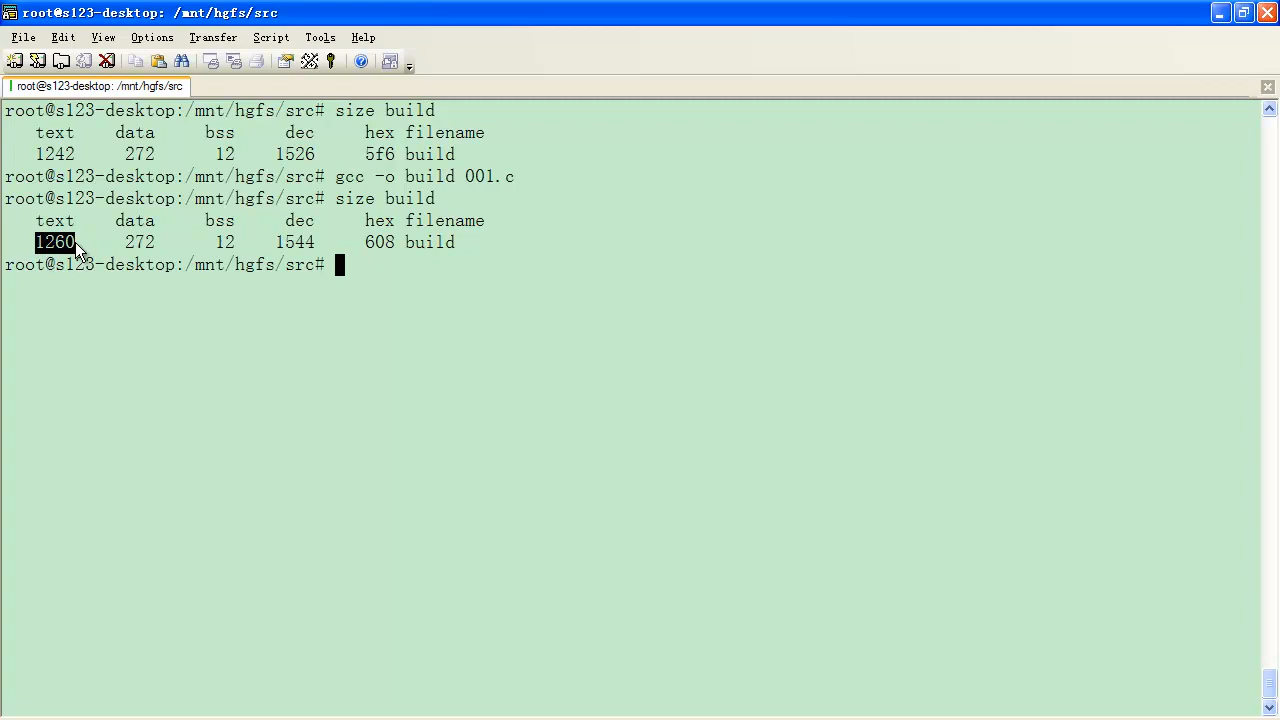 root@s123-desktop: /mnt/hgfs/src
File Edit View Options Transfer Script Tools Help
root@s123-desktop: /mnt/hgfs/src
root@s123-desktop:/mnt/hgfs/src# size build
text data bss dec hex filename
1242 272 12 1526 5f6 build
root@s123-desktop:/mnt/hgfs/src# gcc -o build 001.c
root@s123-desktop:/mnt/hgfs/src# size build
text data bss dec hex filename
1260 272 12 1544 608 build
root@s123-desktop:/mnt/hgfs/src#